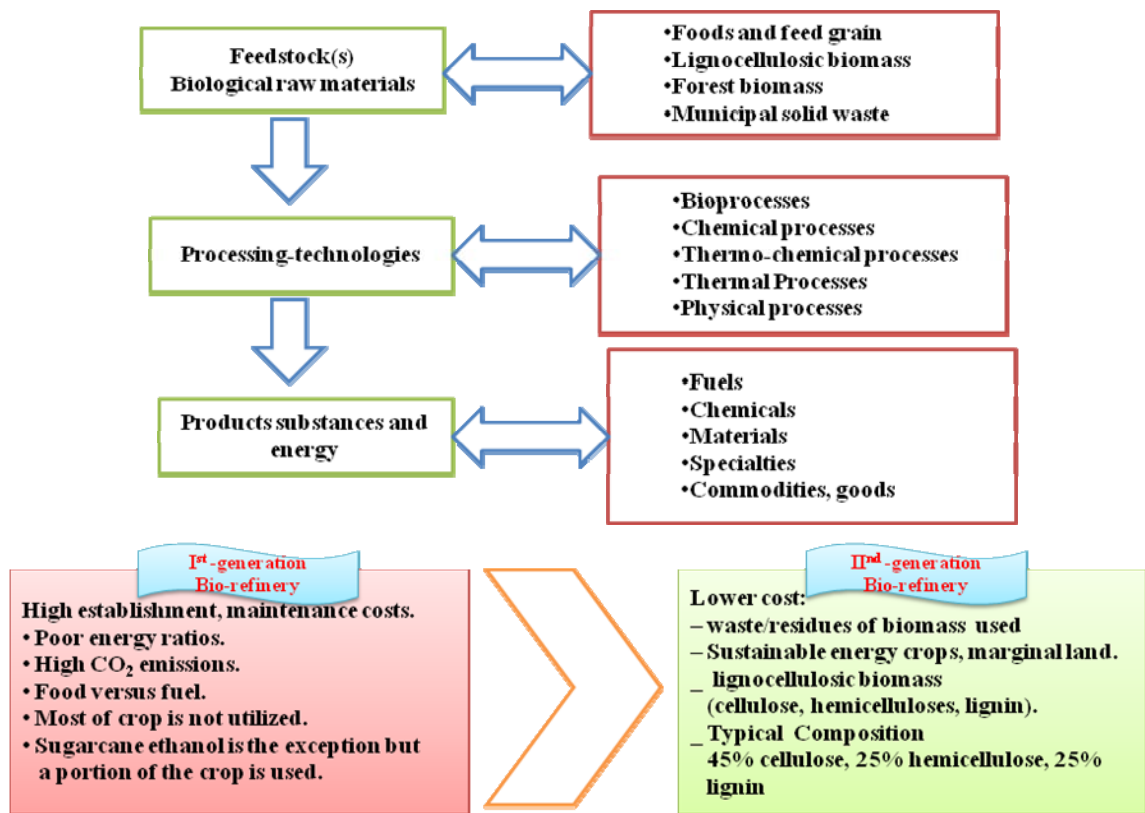 Feedstock(s)
Biological raw materials
•Foods and feed grain
•Lignocellulosic biomass
•Forest biomass
•Municipal solid waste
Processing-technologies
•Bioprocesses
•Chemical processes
•Thermo-chemical processes
•Thermal Processes
•Physical processes
Products substances and
energy
•Fuels
•Chemicals
•Materials
•Specialties
•Commodities, goods
Iˢᵗ -generation
Bio-refinery
High establishment, maintenance costs.
• Poor energy ratios.
• High CO₂ emissions.
• Food versus fuel.
• Most of crop is not utilized.
• Sugarcane ethanol is the exception but
a portion of the crop is used.
IIⁿᵈ -generation
Bio-refinery
Lower cost:
– waste/residues of biomass used
– Sustainable energy crops, marginal land.
_ lignocellulosic biomass
(cellulose, hemicelluloses, lignin).
_ Typical Composition
45% cellulose, 25% hemicellulose, 25%
lignin